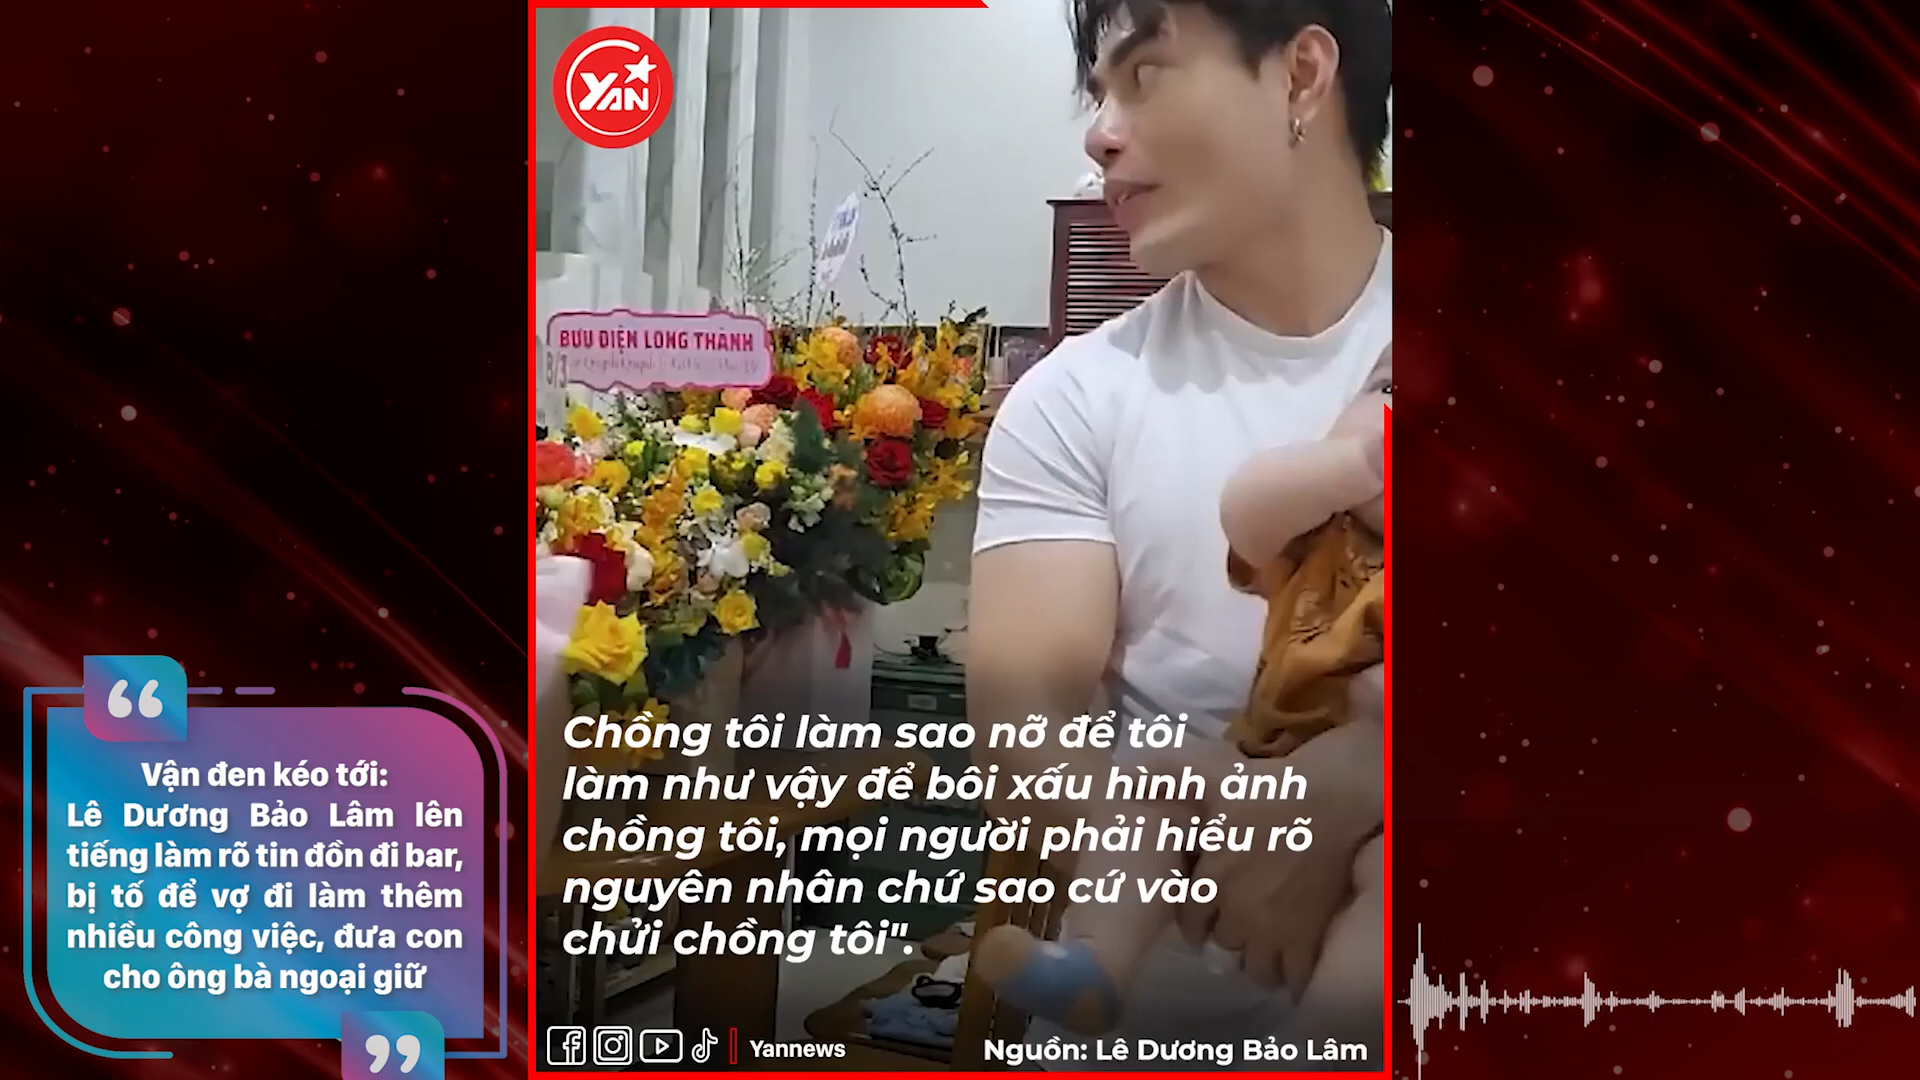 YAN
BƯU ĐIỆN LONG THÀNH
8/3
Chồng tôi làm sao nỡ để tôi
làm như vậy để bôi xấu hình ảnh
chồng tôi, mọi người phải hiểu rõ
nguyên nhân chứ sao cứ vào
chửi chồng tôi".
“
Vận đen kéo tới:
Lê Dương Bảo Lâm lên
tiếng làm rõ tin đồn đi bar,
bị tố để vợ đi làm thêm
nhiều công việc, đưa con
cho ông bà ngoại giữ
”
Yannews
Nguồn: Lê Dương Bảo Lâm